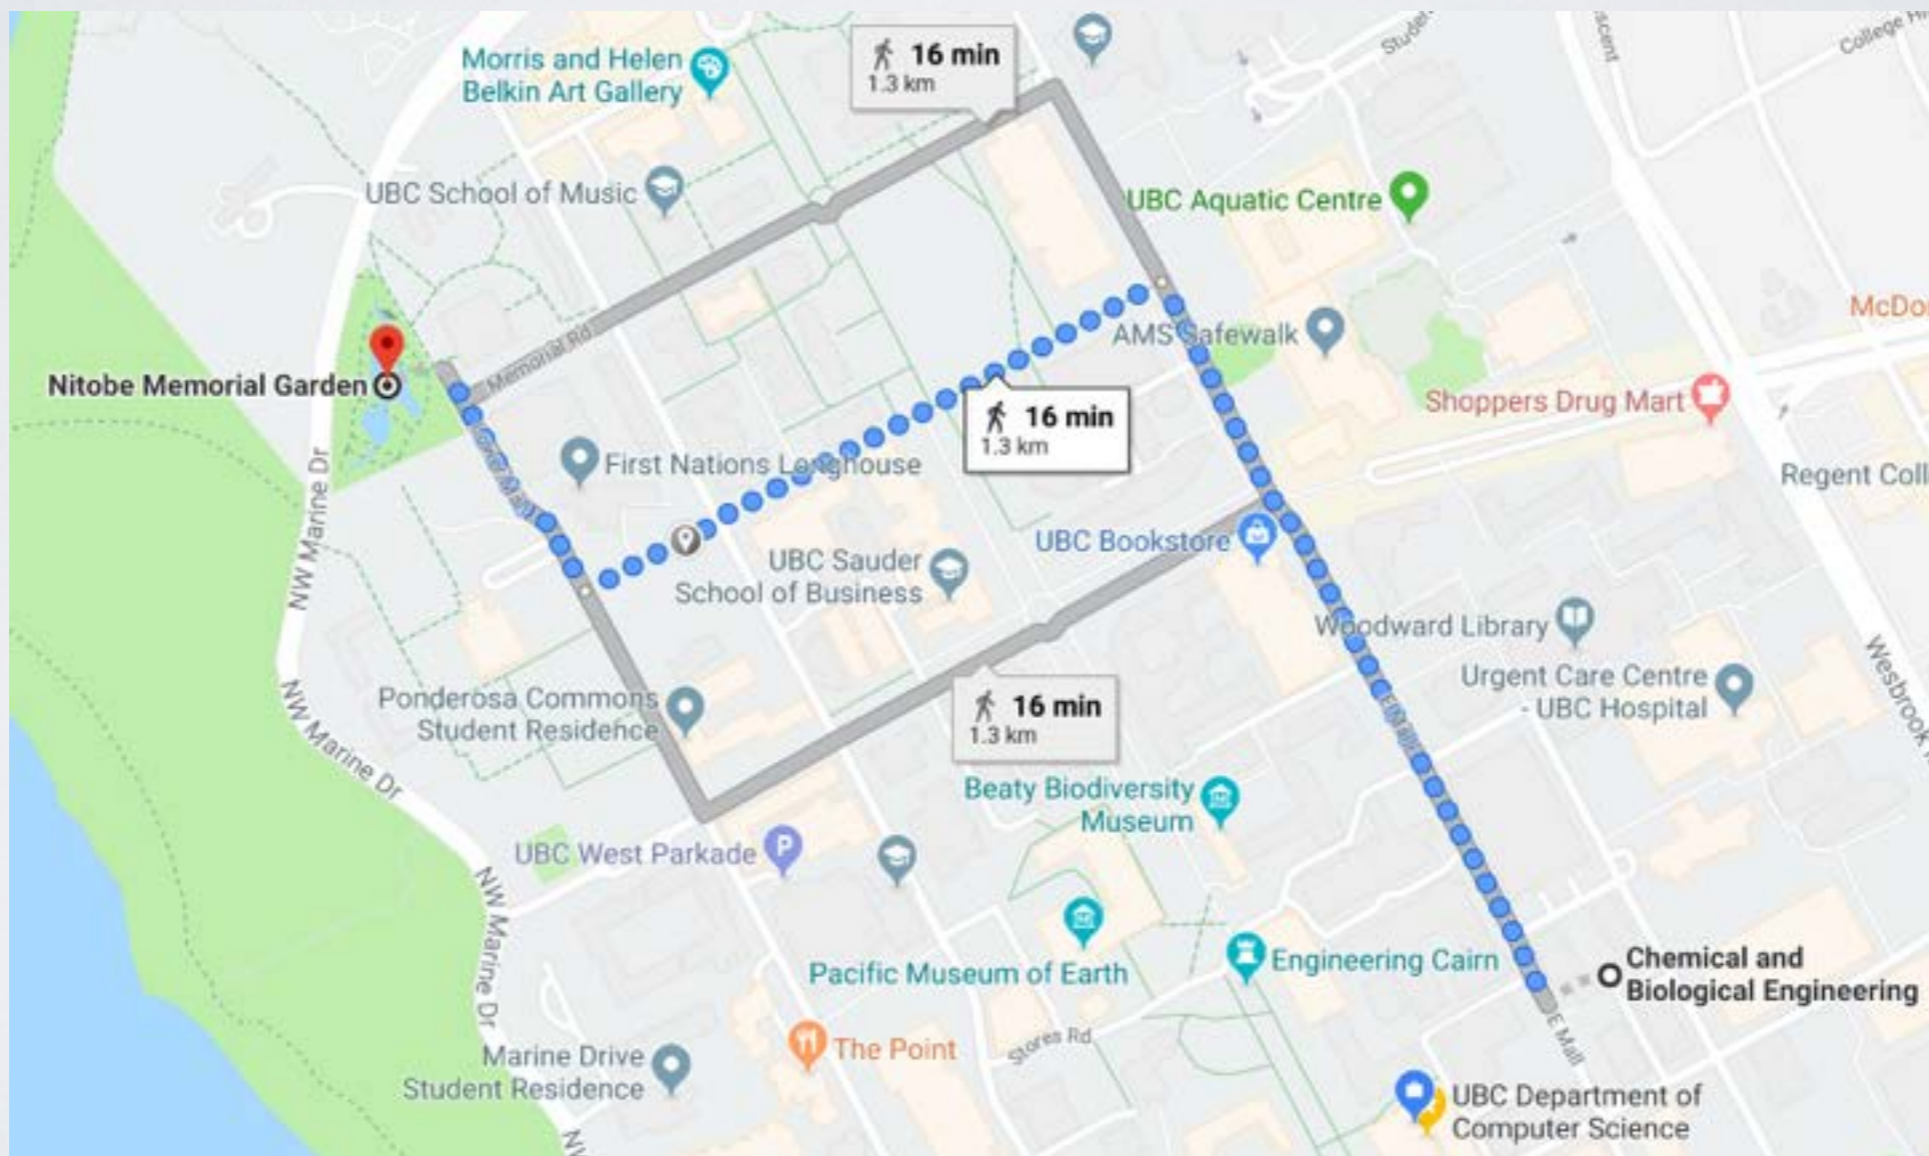 16 min
1.3 km
Morris and Helen
Belkin Art Gallery
College H
UBC School of Music
UBC Aquatic Centre
McDo
AMS Safewalk
Memorial Rd
Nitobe Memorial Garden
Shoppers Drug Mart
16 min
1.3 km
First Nations Longhouse
Regent Coll
NW Marine Dr
UBC Bookstore
UBC Sauder
School of Business
Woodward Library
Urgent Care Centre
- UBC Hospital
Wesbrook
Ponderosa Commons
Student Residence
16 min
1.3 km
NW Marine Dr
Beaty Biodiversity
Museum
UBC West Parkade
NW Marine Dr
Pacific Museum of Earth
Engineering Cairn
Chemical and
Biological Engineering
The Point
Stores Rd
E Mall
Marine Drive
Student Residence
UBC Department of
Computer Science
NW